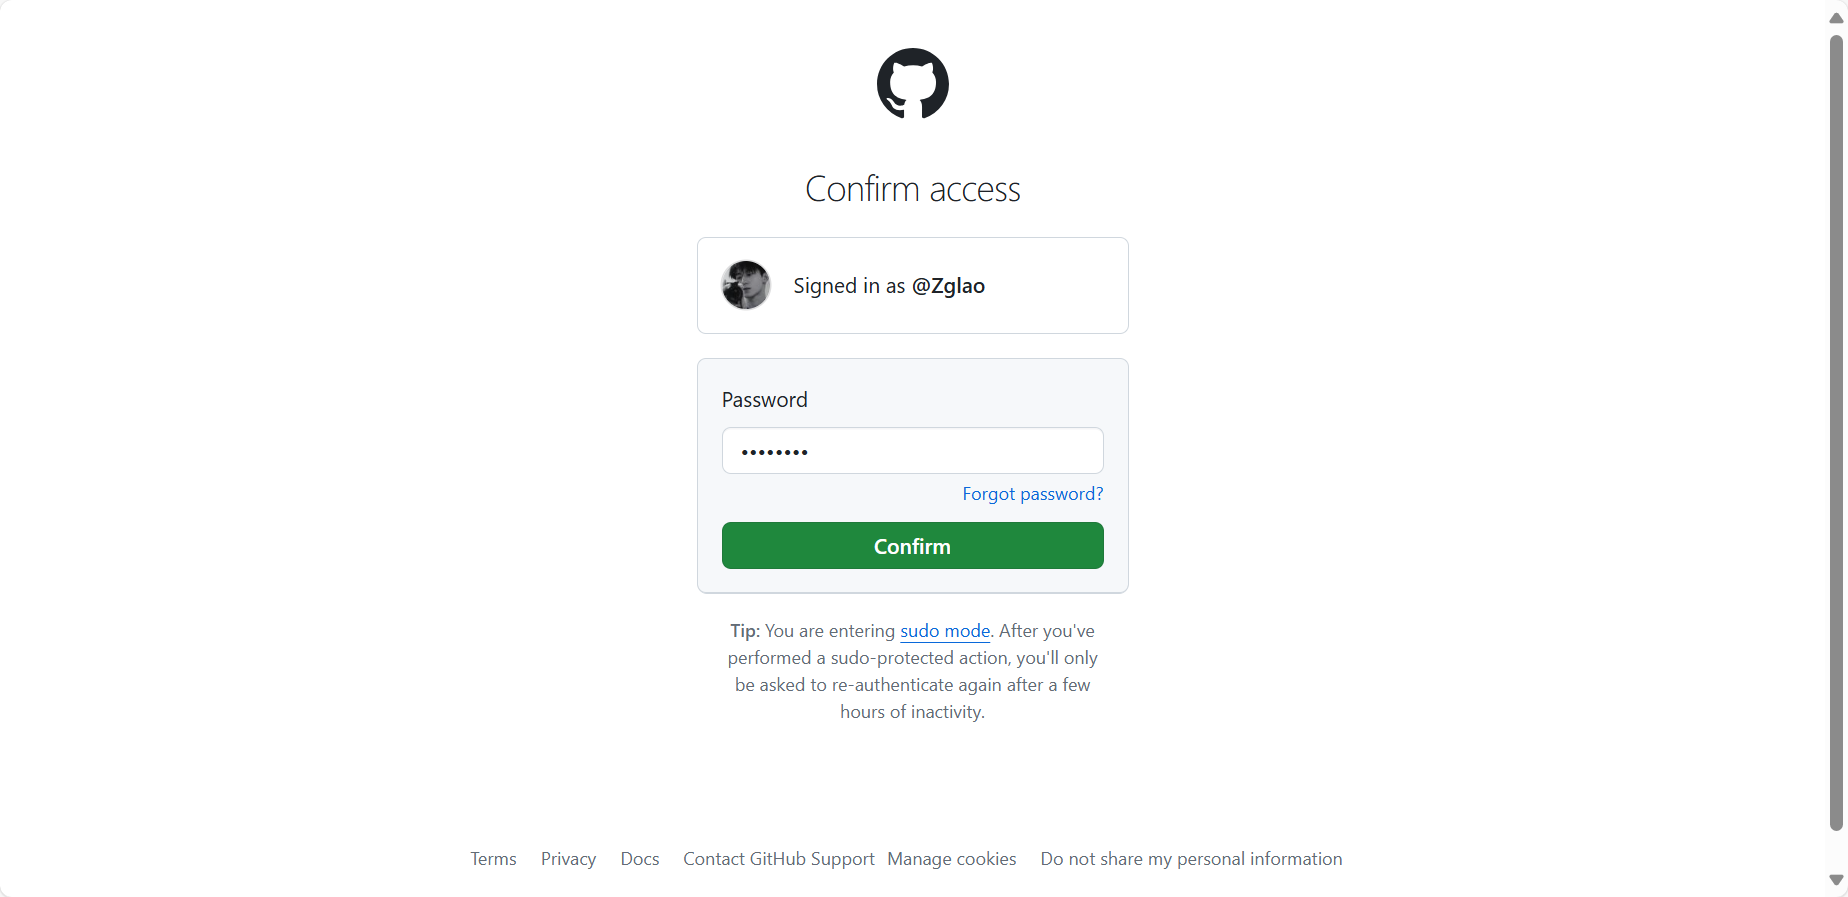 Confirm access
Signed in as @Zglao
Password
••••••••
Forgot password?
Confirm
Tip: You are entering sudo mode. After you've
performed a sudo-protected action, you'll only
be asked to re-authenticate again after a few
hours of inactivity.
Terms Privacy Docs Contact GitHub Support Manage cookies Do not share my personal information